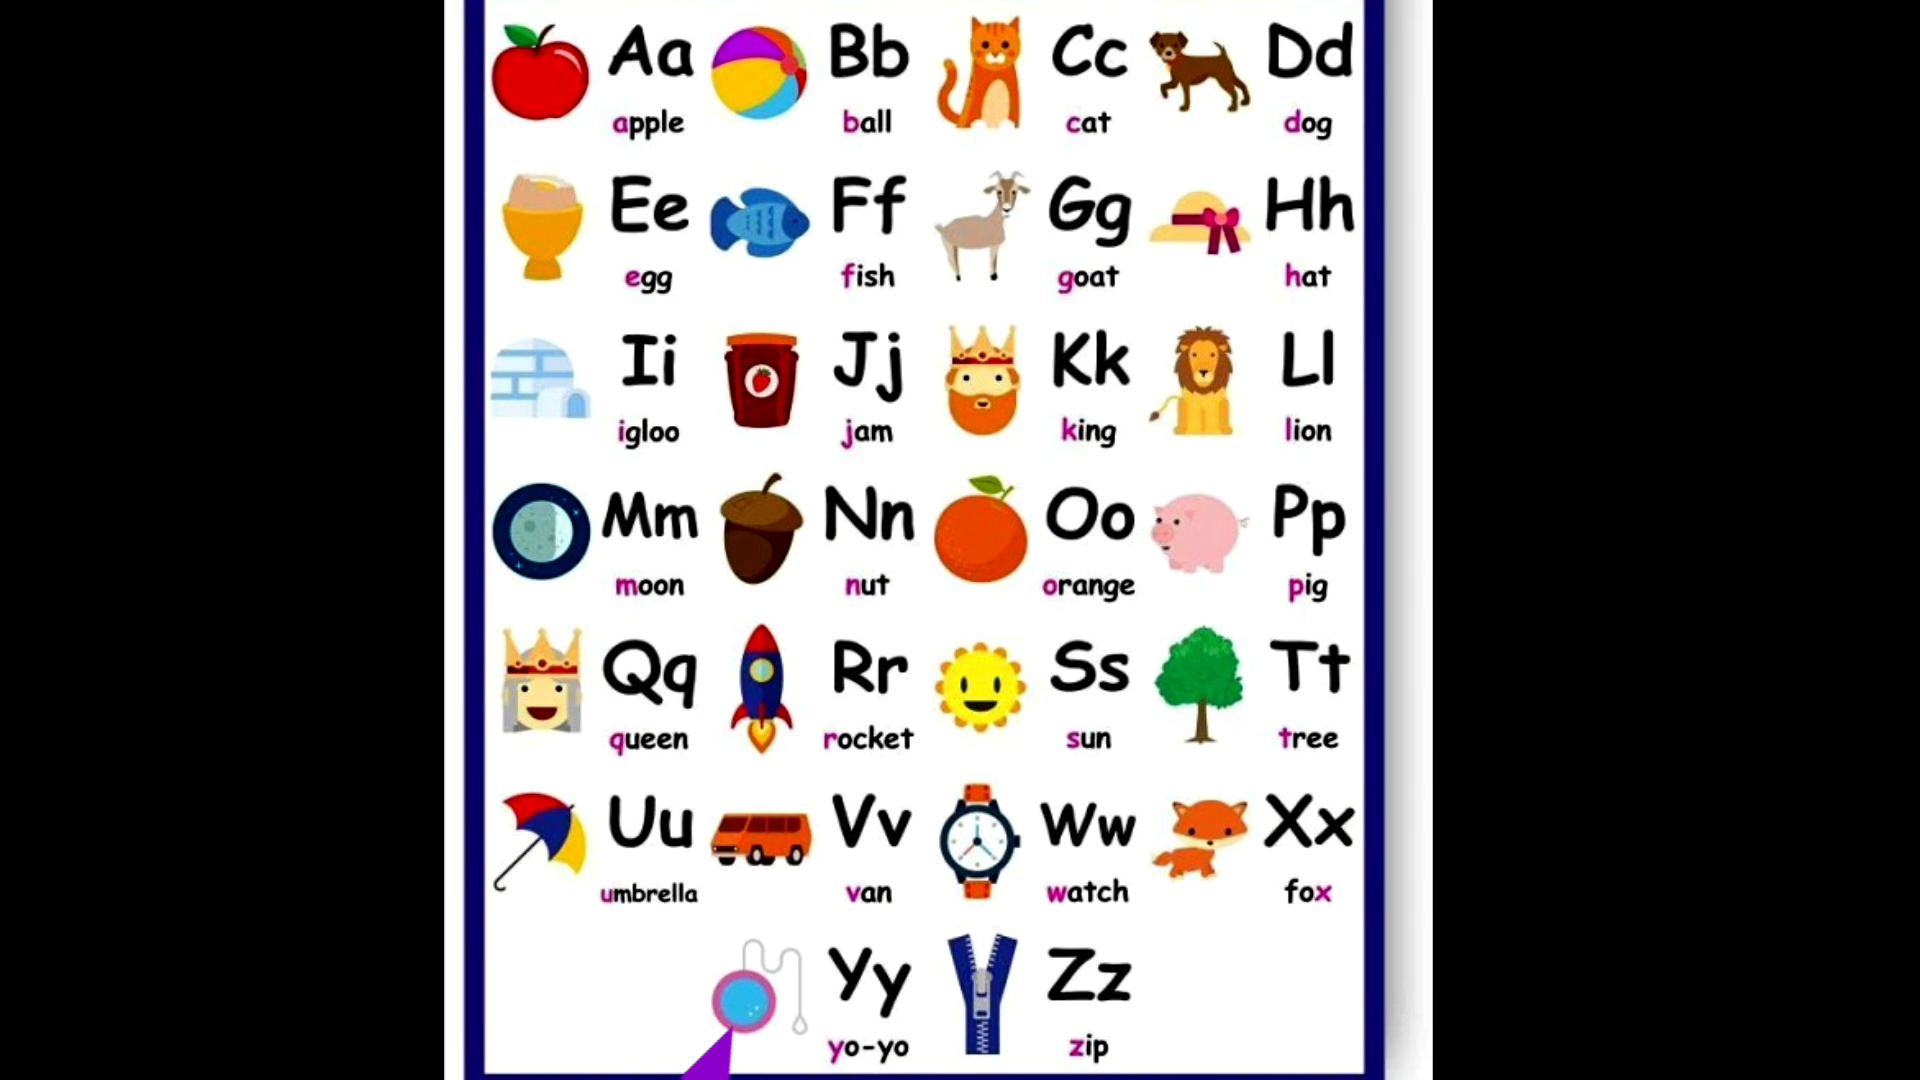 Aa Bb Cc Dd
apple ball cat dog
Ee Ff Gg Hh
egg fish goat hat
Ii Jj Kk Ll
igloo jam king lion
Mm Nn Oo Pp
moon nut orange pig
Qq Rr Ss Tt
queen rocket sun tree
Uu Vv Ww Xx
umbrella van watch fox
Yy Zz
yo-yo zip